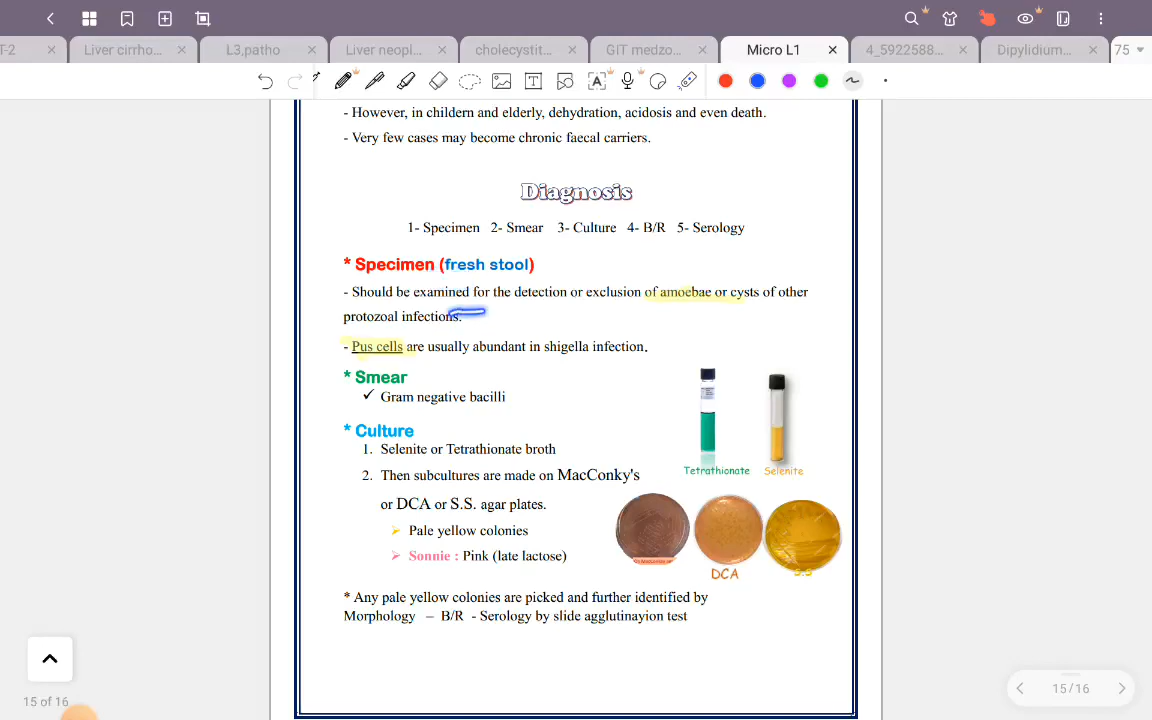 T-2
Liver cirrho...
L3,patho
Liver neopl...
cholecystit...
GIT medzo...
Micro L1
4_5922588...
Dipylidium...
75
- However, in childern and elderly, dehydration, acidosis and even death.
- Very few cases may become chronic faecal carriers.
Diagnosis
1- Specimen 2- Smear 3- Culture 4- B/R 5- Serology
* Specimen (fresh stool)
- Should be examined for the detection or exclusion of amoebae or cysts of other
protozoal infections.
- Pus cells are usually abundant in shigella infection.
* Smear
✓ Gram negative bacilli
* Culture
1. Selenite or Tetrathionate broth
2. Then subcultures are made on MacConky's
or DCA or S.S. agar plates.
➢ Pale yellow colonies
➢ Sonnie : Pink (late lactose)
Tetrathionate
Selenite
DCA
S.S
* Any pale yellow colonies are picked and further identified by
Morphology – B/R - Serology by slide agglutinayion test
15 of 16
15/16